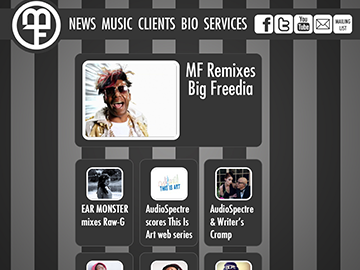 MF
NEWS MUSIC CLIENTS BIO SERVICES
f t You Tube MAILING LIST
MF Remixes
Big Freedia
THIS IS ART
EAR MONSTER
mixes Raw-G
AudioSpectre
scores This Is
Art web series
AudioSpectre
& Writer's
Cramp